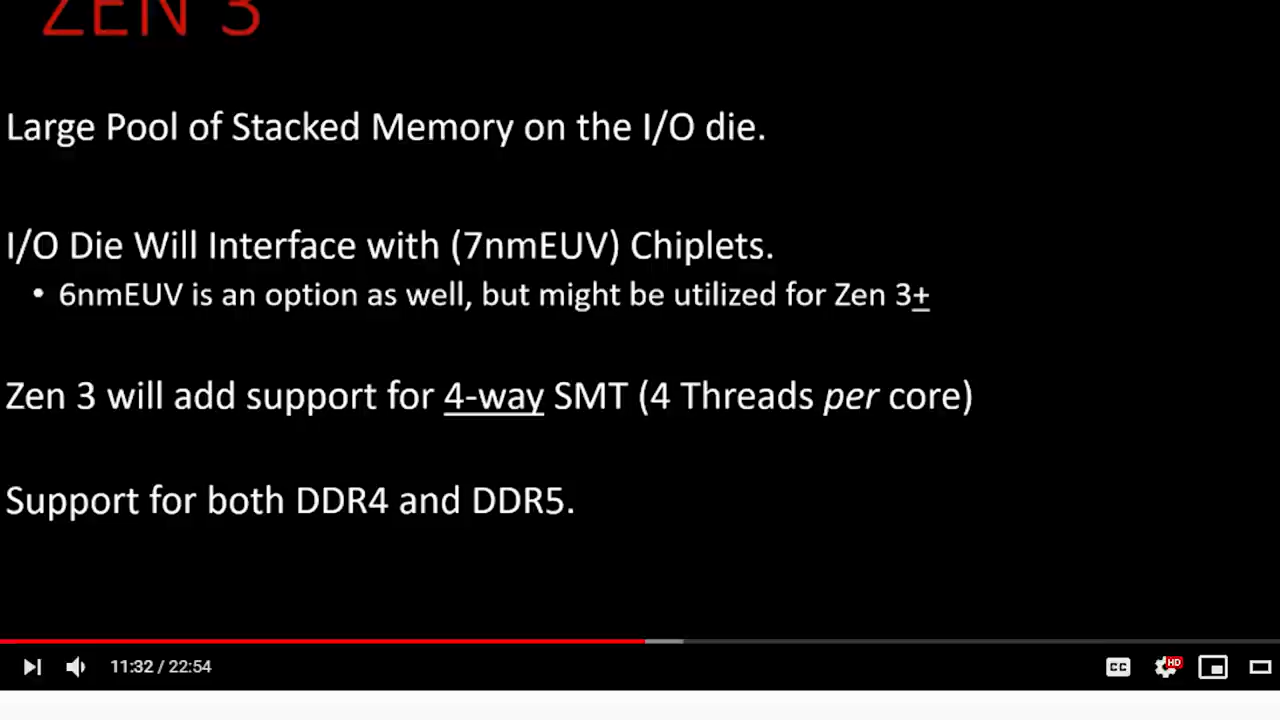 ZEN 3
Large Pool of Stacked Memory on the I/O die.
I/O Die Will Interface with (7nmEUV) Chiplets.
• 6nmEUV is an option as well, but might be utilized for Zen 3+
Zen 3 will add support for 4-way SMT (4 Threads per core)
Support for both DDR4 and DDR5.
11:32 / 22:54 CC HD